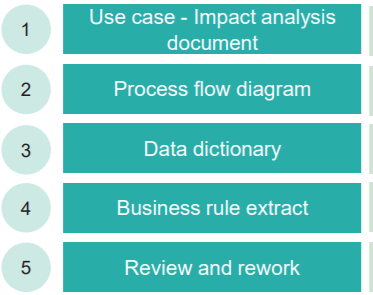 1
Use case - Impact analysis
document
2
Process flow diagram
3
Data dictionary
4
Business rule extract
5
Review and rework